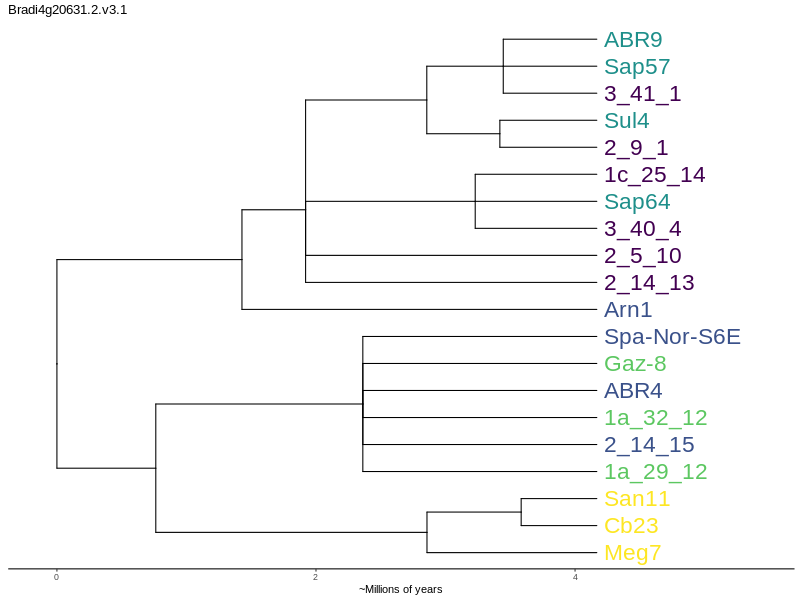 Bradi4g20631.2.v3.1
ABR9
Sap57
3_41_1
Sul4
2_9_1
1c_25_14
Sap64
3_40_4
2_5_10
2_14_13
Arn1
Spa-Nor-S6E
Gaz-8
ABR4
1a_32_12
2_14_15
1a_29_12
San11
Cb23
Meg7
0 2 4
~Millions of years